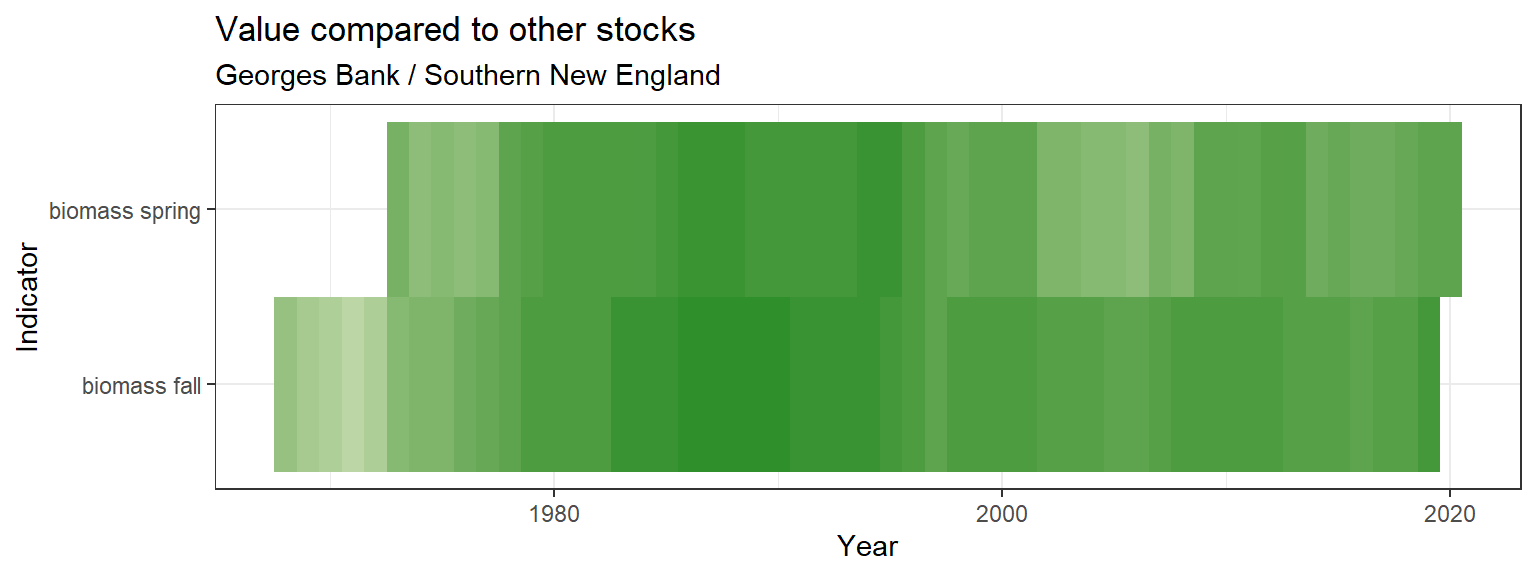 Value compared to other stocks
Georges Bank / Southern New England
Indicator
biomass spring
biomass fall
1980
2000
2020
Year